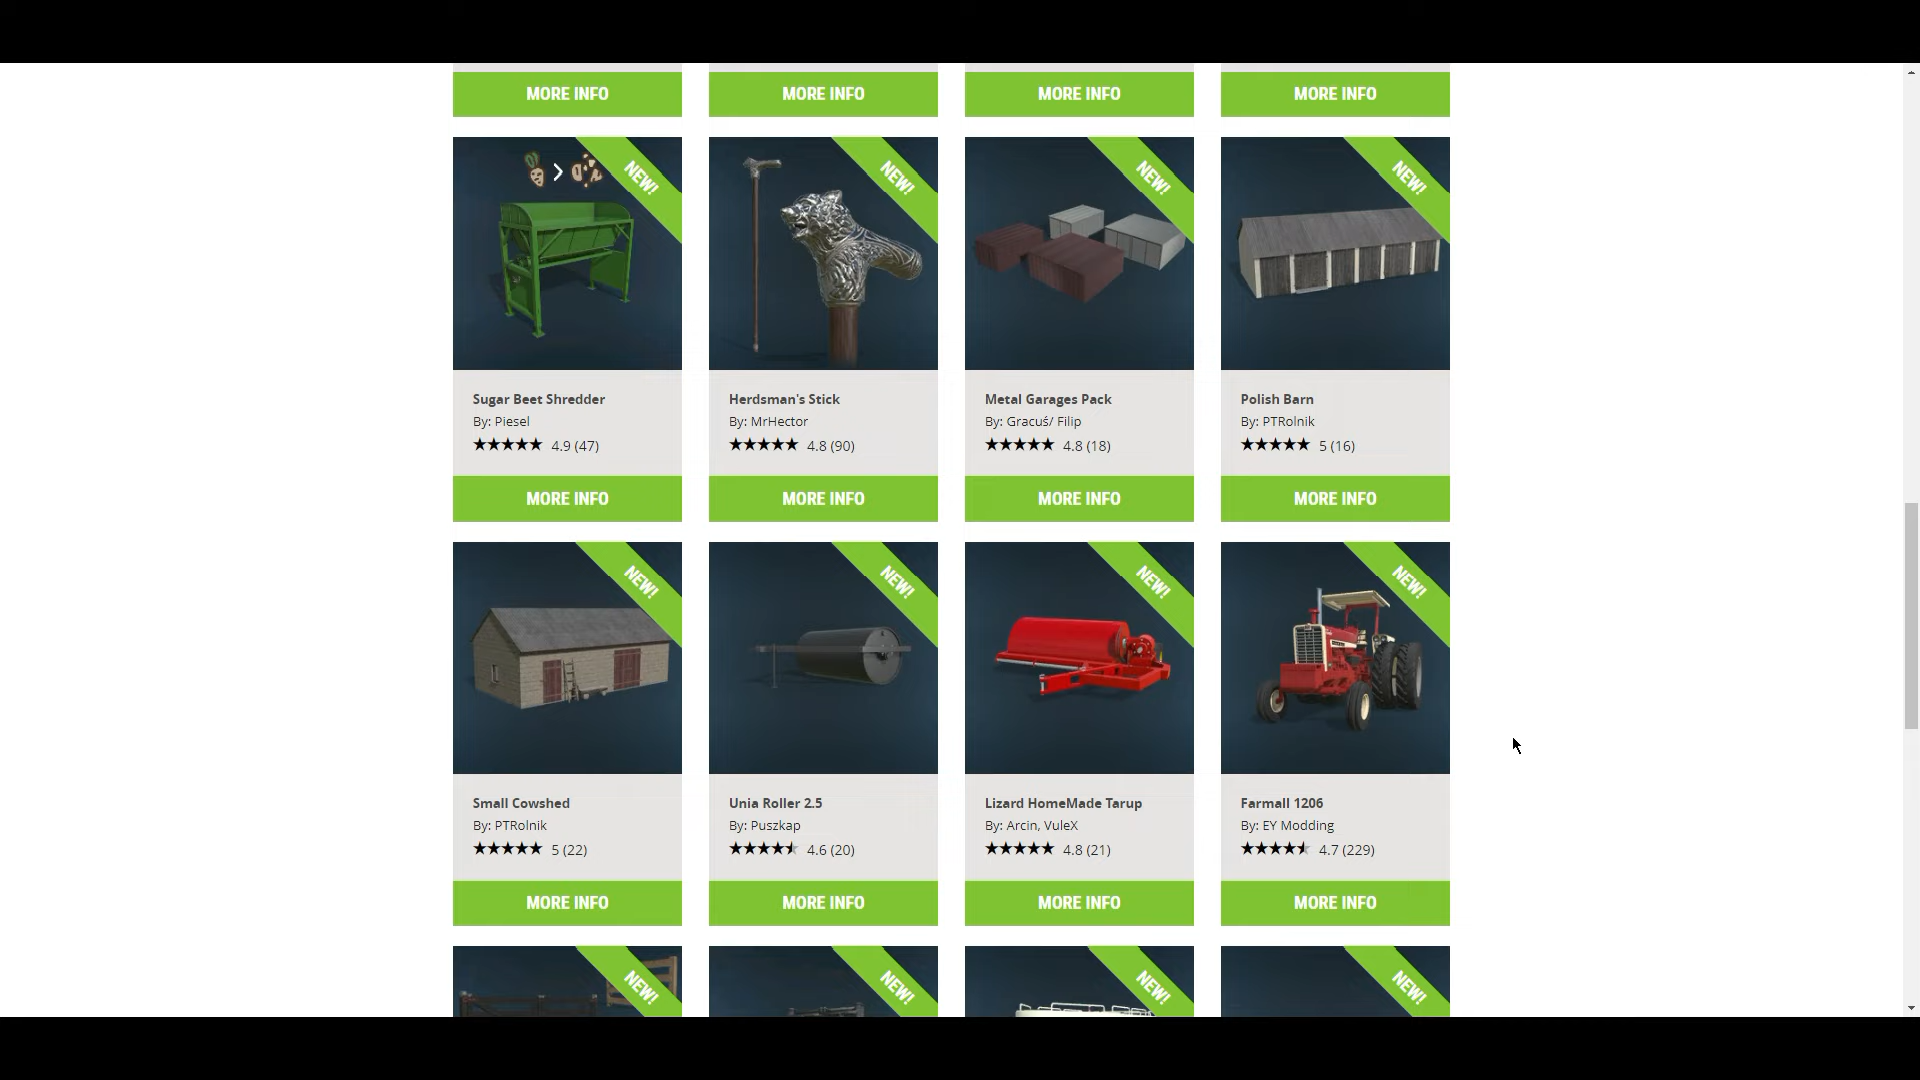 MORE INFO MORE INFO MORE INFO MORE INFO
NEW! NEW! NEW! NEW!
Sugar Beet Shredder
By: Piesel
4.9 (47)
MORE INFO
Herdsman's Stick
By: MrHector
4.8 (90)
MORE INFO
Metal Garages Pack
By: Gracuś/ Filip
4.8 (18)
MORE INFO
Polish Barn
By: PTRolnik
5 (16)
MORE INFO
NEW! NEW! NEW! NEW!
Small Cowshed
By: PTRolnik
5 (22)
MORE INFO
Unia Roller 2.5
By: Puszkap
4.6 (20)
MORE INFO
Lizard HomeMade Tarup
By: Arcin, VuleX
4.8 (21)
MORE INFO
Farmall 1206
By: EY Modding
4.7 (229)
MORE INFO
NEW! NEW! NEW! NEW!